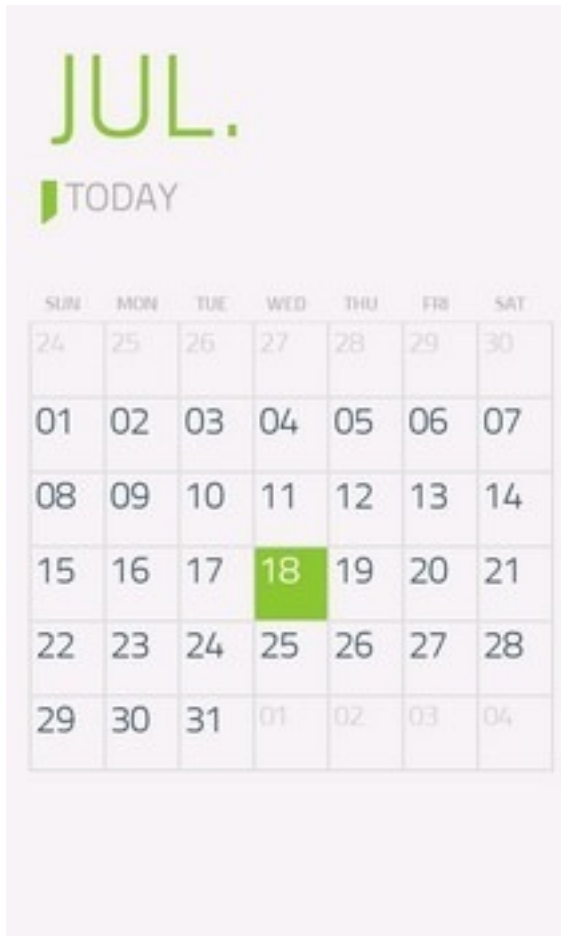 JUL.
TODAY
SUN MON TUE WED THU FRI SAT
24 25 26 27 28 29 30
01 02 03 04 05 06 07
08 09 10 11 12 13 14
15 16 17 18 19 20 21
22 23 24 25 26 27 28
29 30 31 01 02 03 04